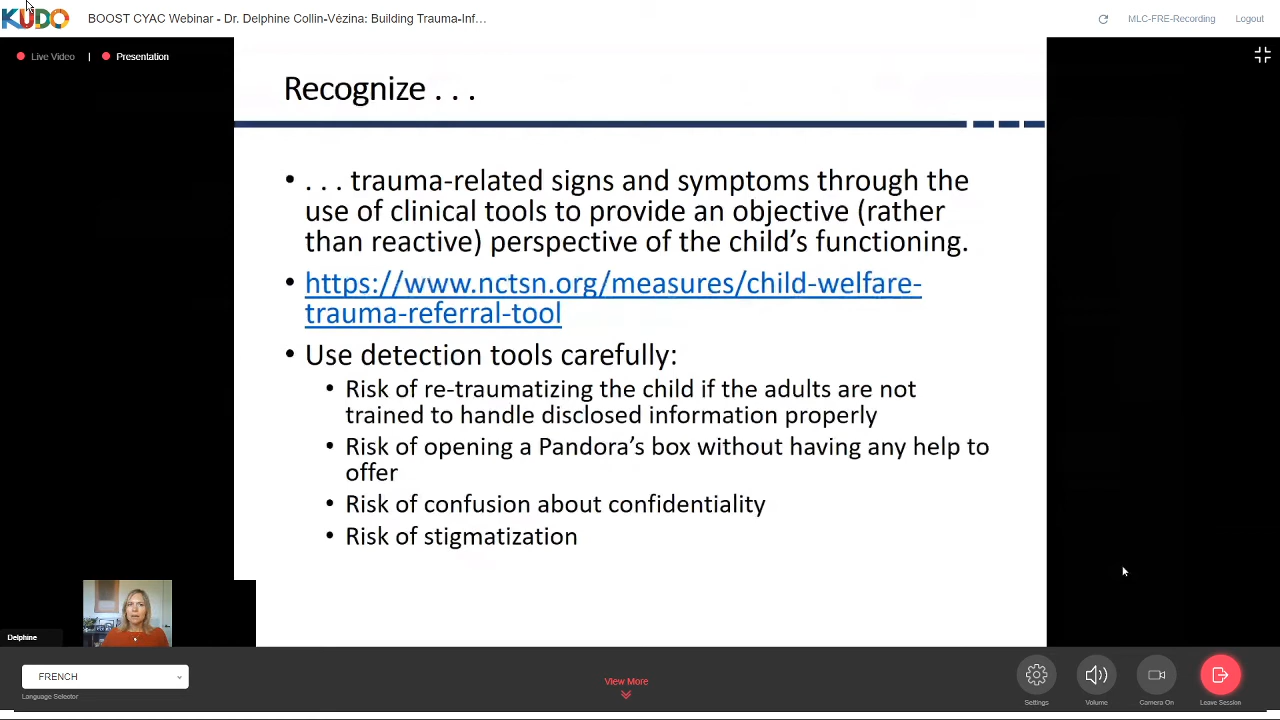 KUDO
BOOST CYAC Webinar - Dr. Delphine Collin-Vézina: Building Trauma-Inf...
MLC-FRE-Recording
Logout
Live Video | Presentation
Recognize . . .
• . . . trauma-related signs and symptoms through the
use of clinical tools to provide an objective (rather
than reactive) perspective of the child's functioning.
• https://www.nctsn.org/measures/child-welfare-
trauma-referral-tool
• Use detection tools carefully:
• Risk of re-traumatizing the child if the adults are not
trained to handle disclosed information properly
• Risk of opening a Pandora's box without having any help to
offer
• Risk of confusion about confidentiality
• Risk of stigmatization
Delphine
FRENCH
Language Selector
View More
Settings
Volume
Camera On
Leave Session